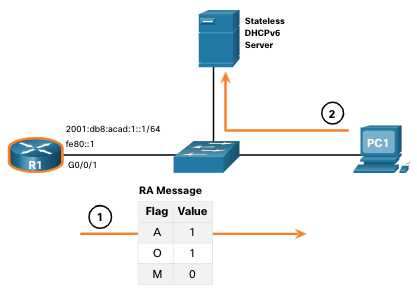 Stateless
DHCPv6
Server
2
2001:db8:acad:1::1/64
fe80::1
R1
G0/0/1
PC1
RA Message
1
Flag Value
A 1
O 1
M 0